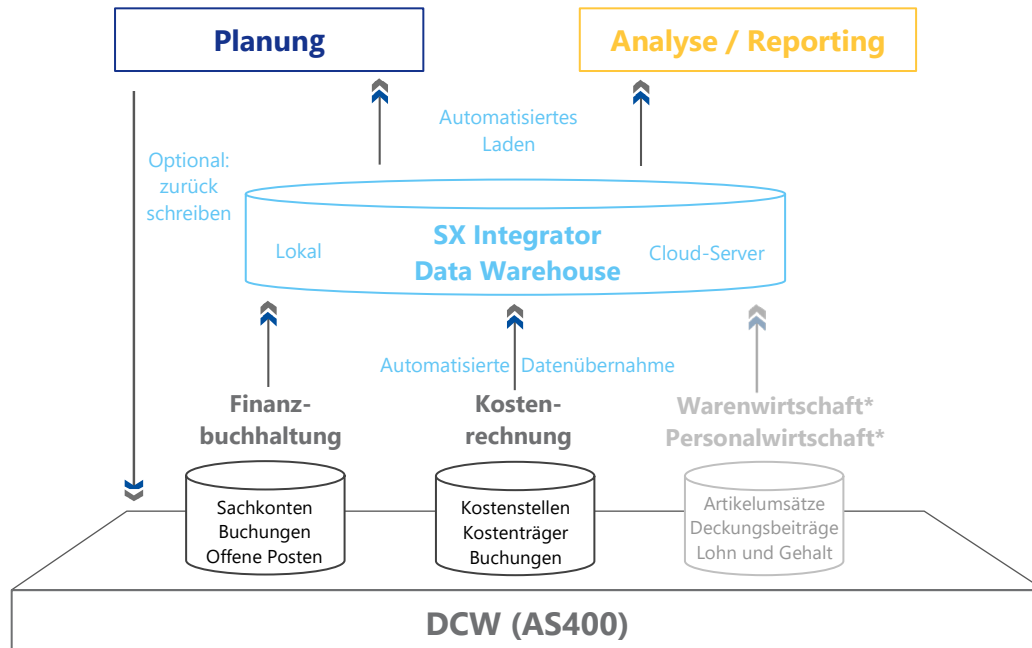 Planung
Analyse / Reporting
Automatisiertes
Laden
Optional:
zurück
schreiben
SX Integrator
Data Warehouse
Lokal
Cloud-Server
Automatisierte Datenübernahme
Finanz-
buchhaltung
Kosten-
rechnung
Warenwirtschaft*
Personalwirtschaft*
Sachkonten
Buchungen
Offene Posten
Kostenstellen
Kostenträger
Buchungen
Artikelumsätze
Deckungsbeiträge
Lohn und Gehalt
DCW (AS400)